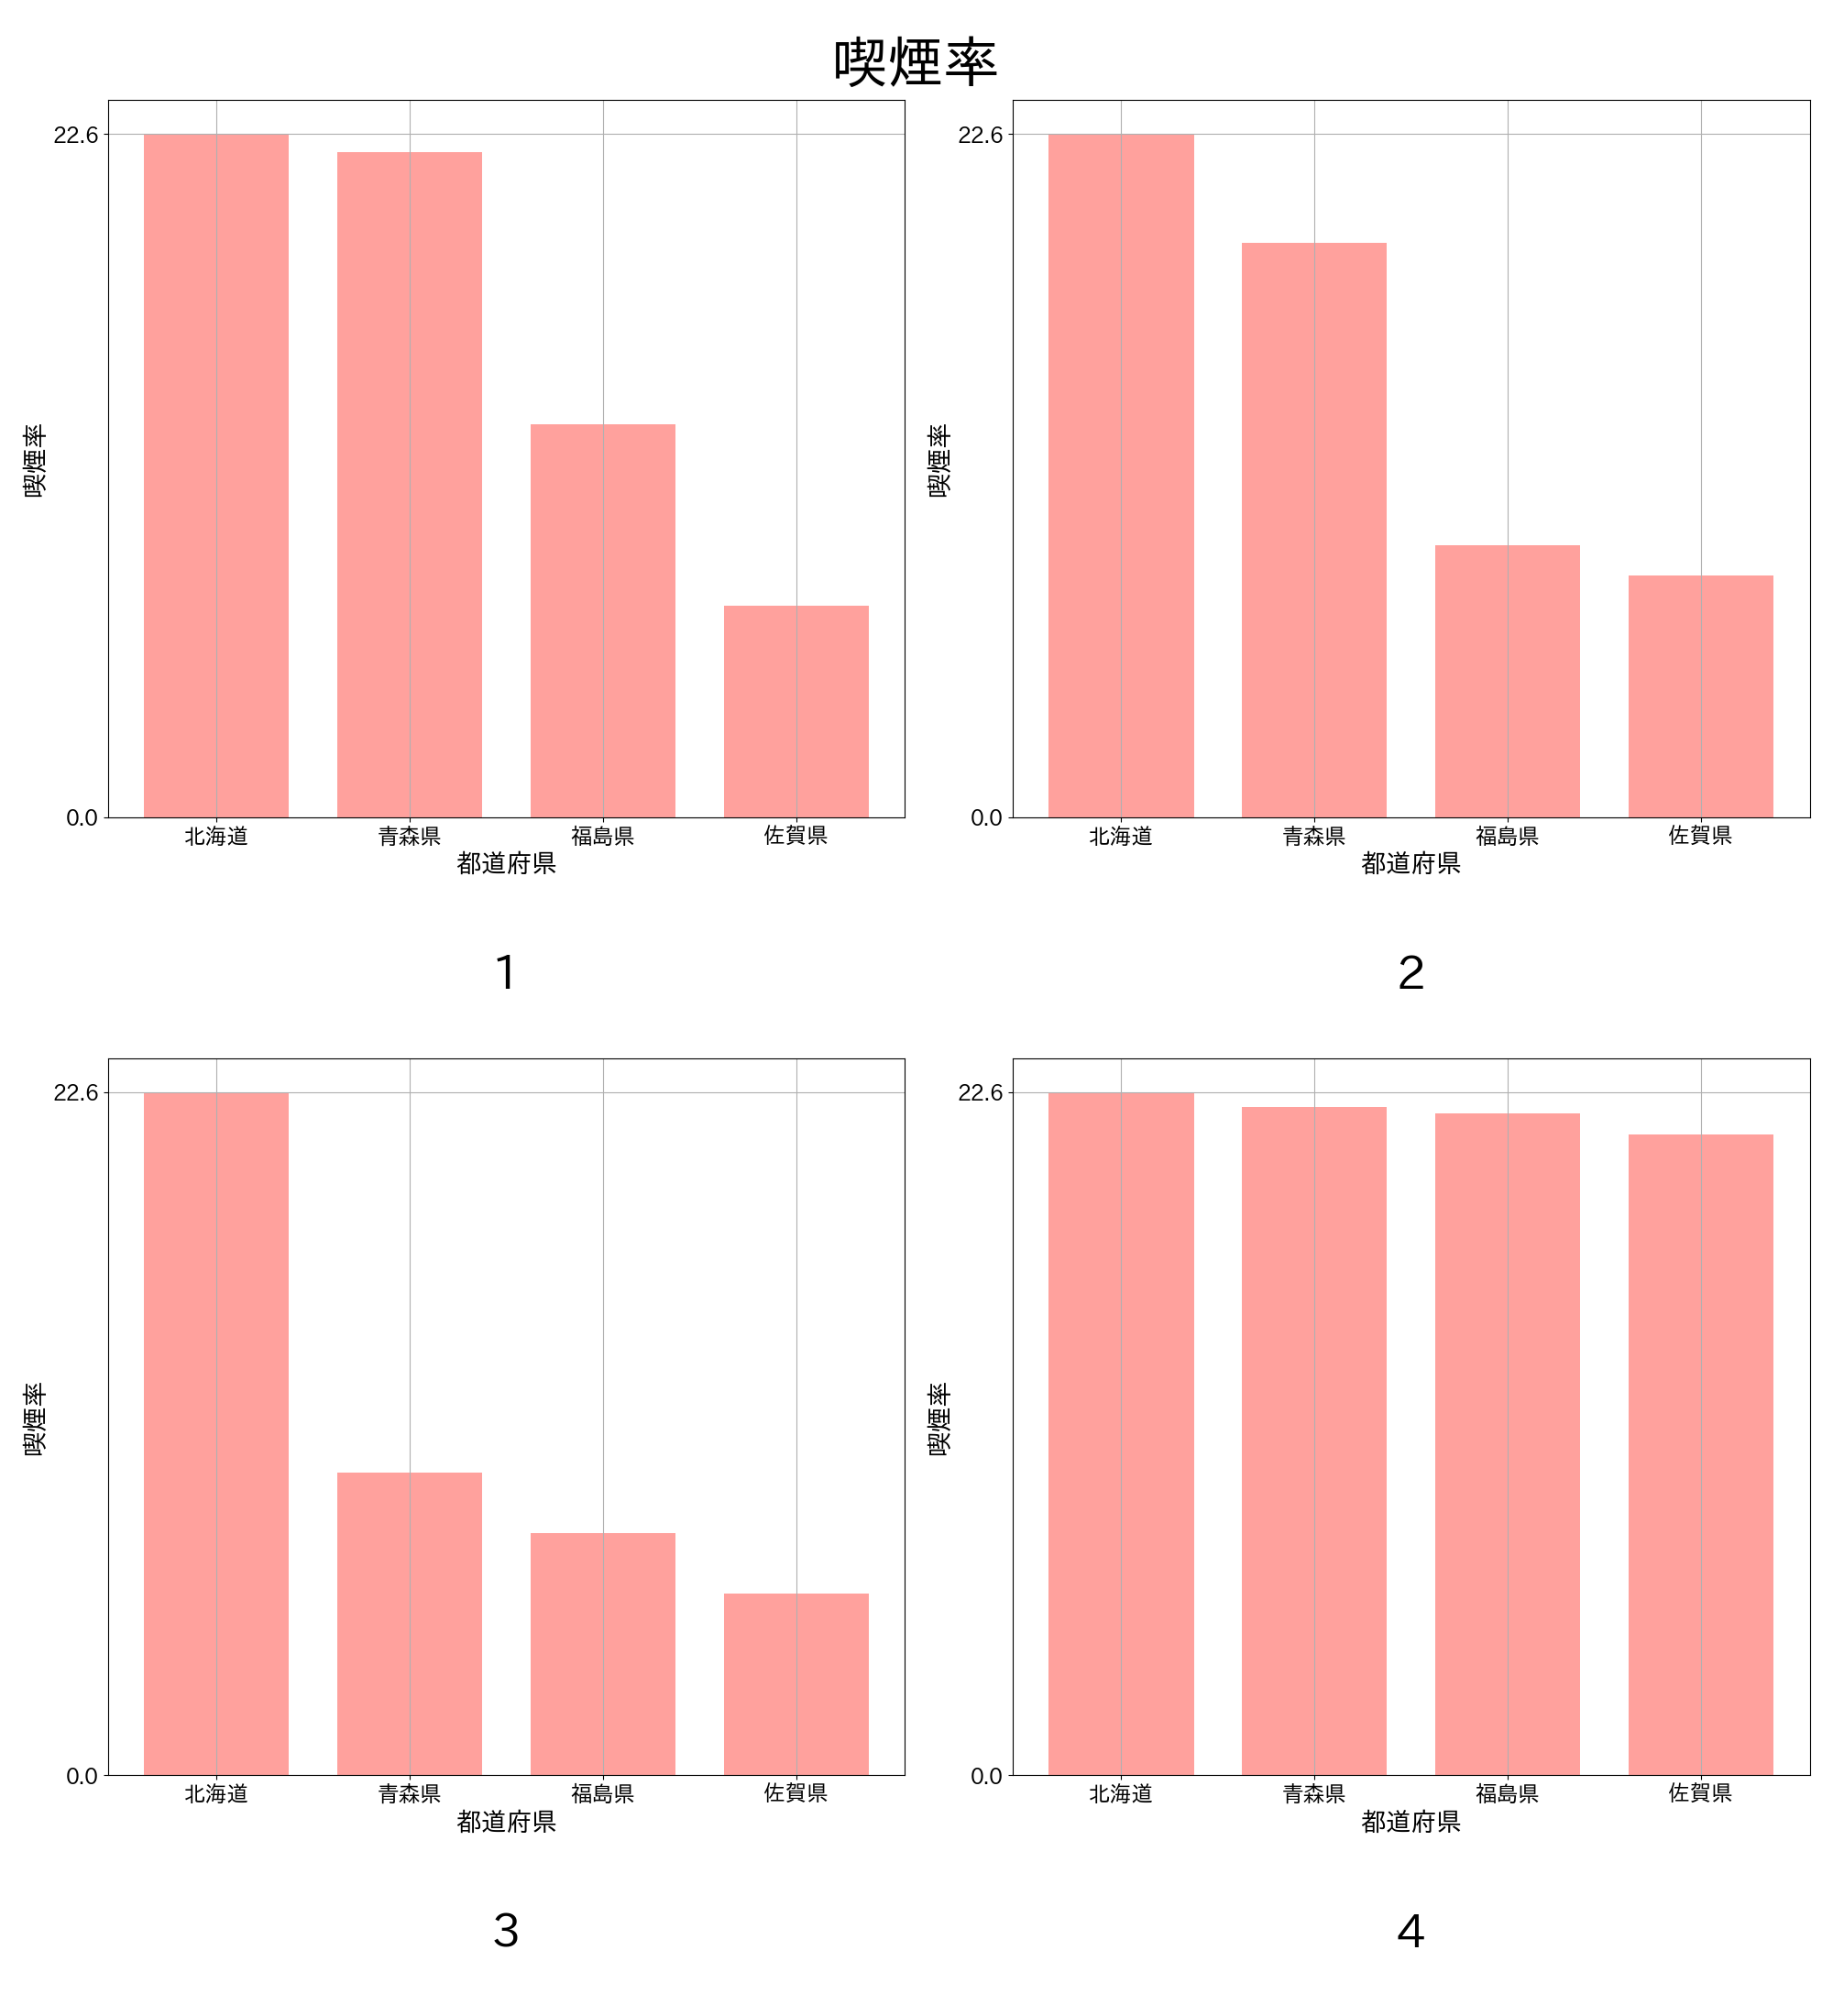 喫煙率
22.6
0.0
喫煙率
北海道 青森県 福島県 佐賀県
都道府県
1
22.6
0.0
喫煙率
北海道 青森県 福島県 佐賀県
都道府県
2
22.6
0.0
喫煙率
北海道 青森県 福島県 佐賀県
都道府県
3
22.6
0.0
喫煙率
北海道 青森県 福島県 佐賀県
都道府県
4